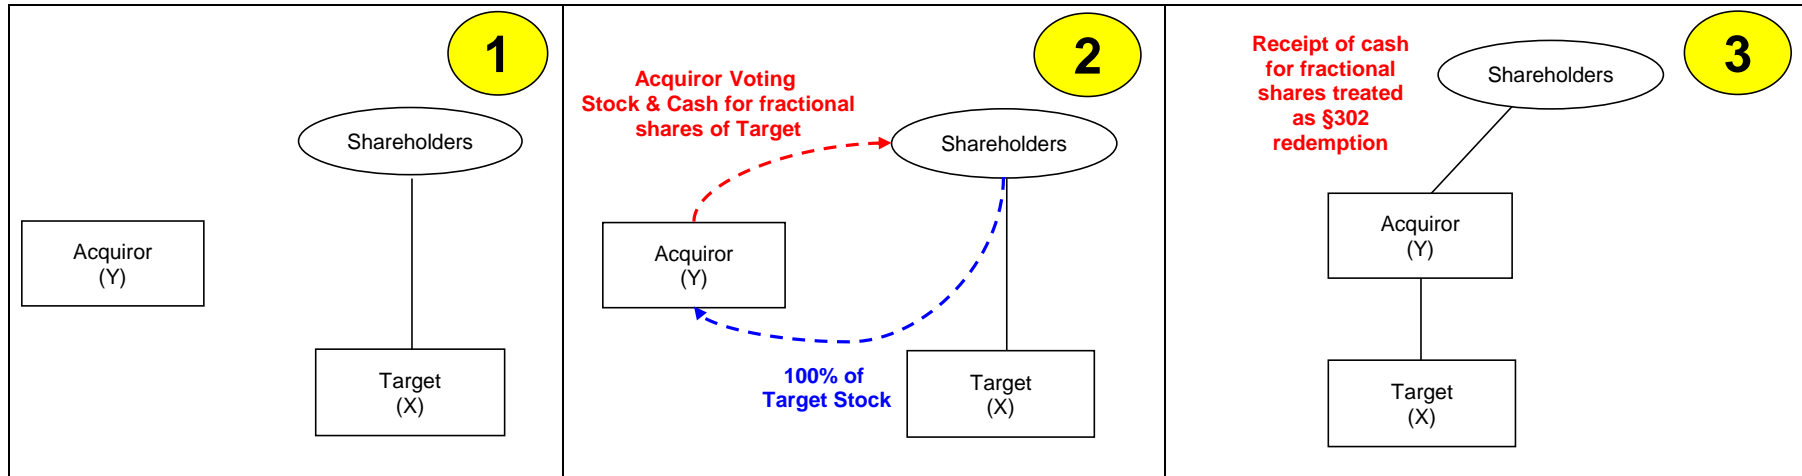 1
Shareholders
Acquiror
(Y)
Target
(X)
2
Acquiror Voting
Stock & Cash for fractional
shares of Target
Shareholders
Acquiror
(Y)
100% of
Target Stock
Target
(X)
3
Receipt of cash
for fractional
shares treated
as §302
redemption
Shareholders
Acquiror
(Y)
Target
(X)